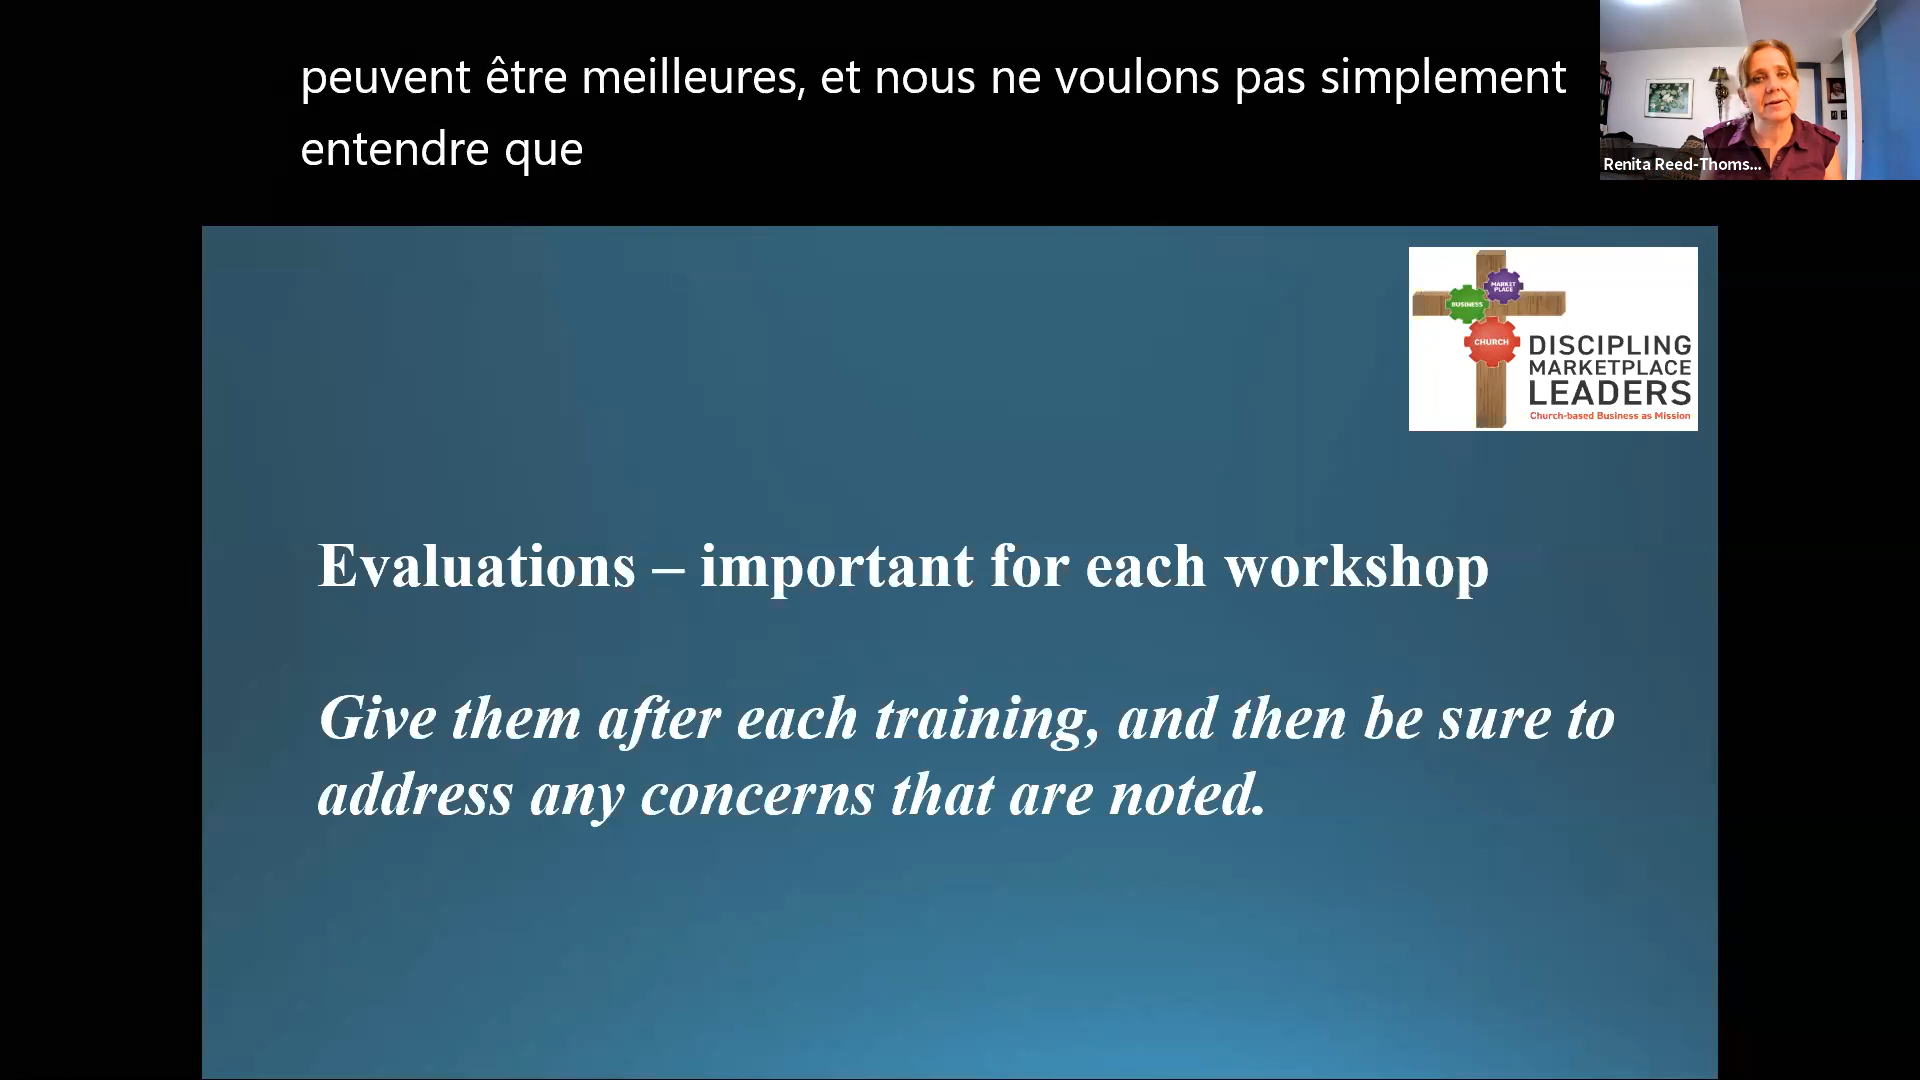 peuvent être meilleures, et nous ne voulons pas simplement
entendre que
Renita Reed-Thoms...
MARKET
PLACE
BUSINESS
CHURCH
DISCIPLING
MARKETPLACE
LEADERS
Church-based Business as Mission
Evaluations – important for each workshop
Give them after each training, and then be sure to
address any concerns that are noted.